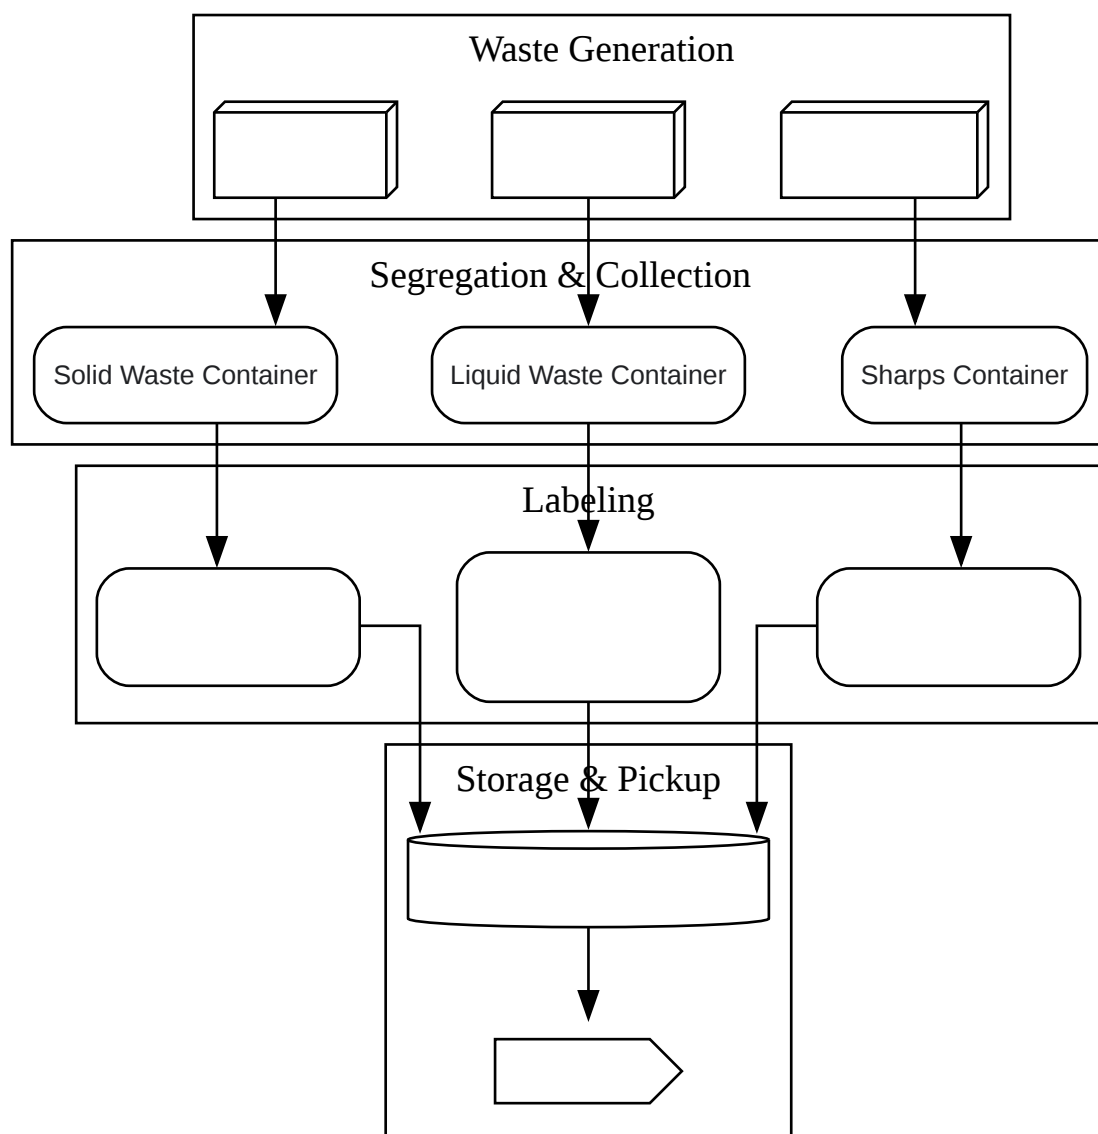 Waste Generation
Segregation & Collection
Solid Waste Container
Liquid Waste Container
Sharps Container
Labeling
Storage & Pickup